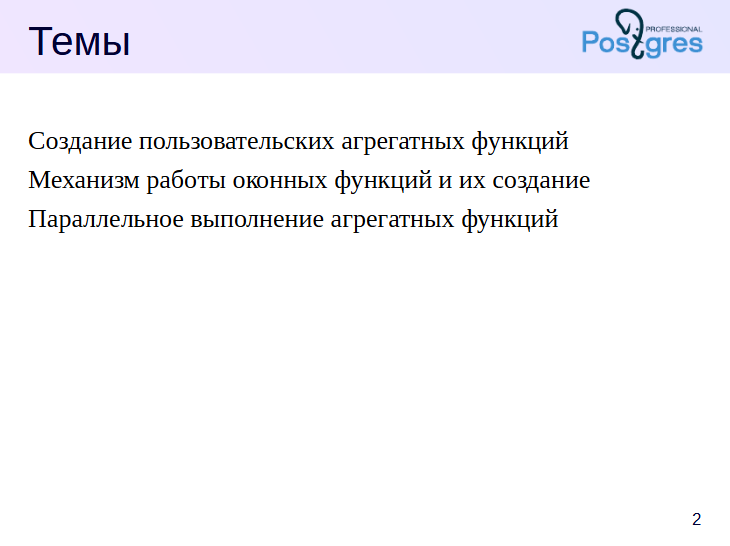 Темы
PROFESSIONAL
Postgres
Создание пользовательских агрегатных функций
Механизм работы оконных функций и их создание
Параллельное выполнение агрегатных функций
2